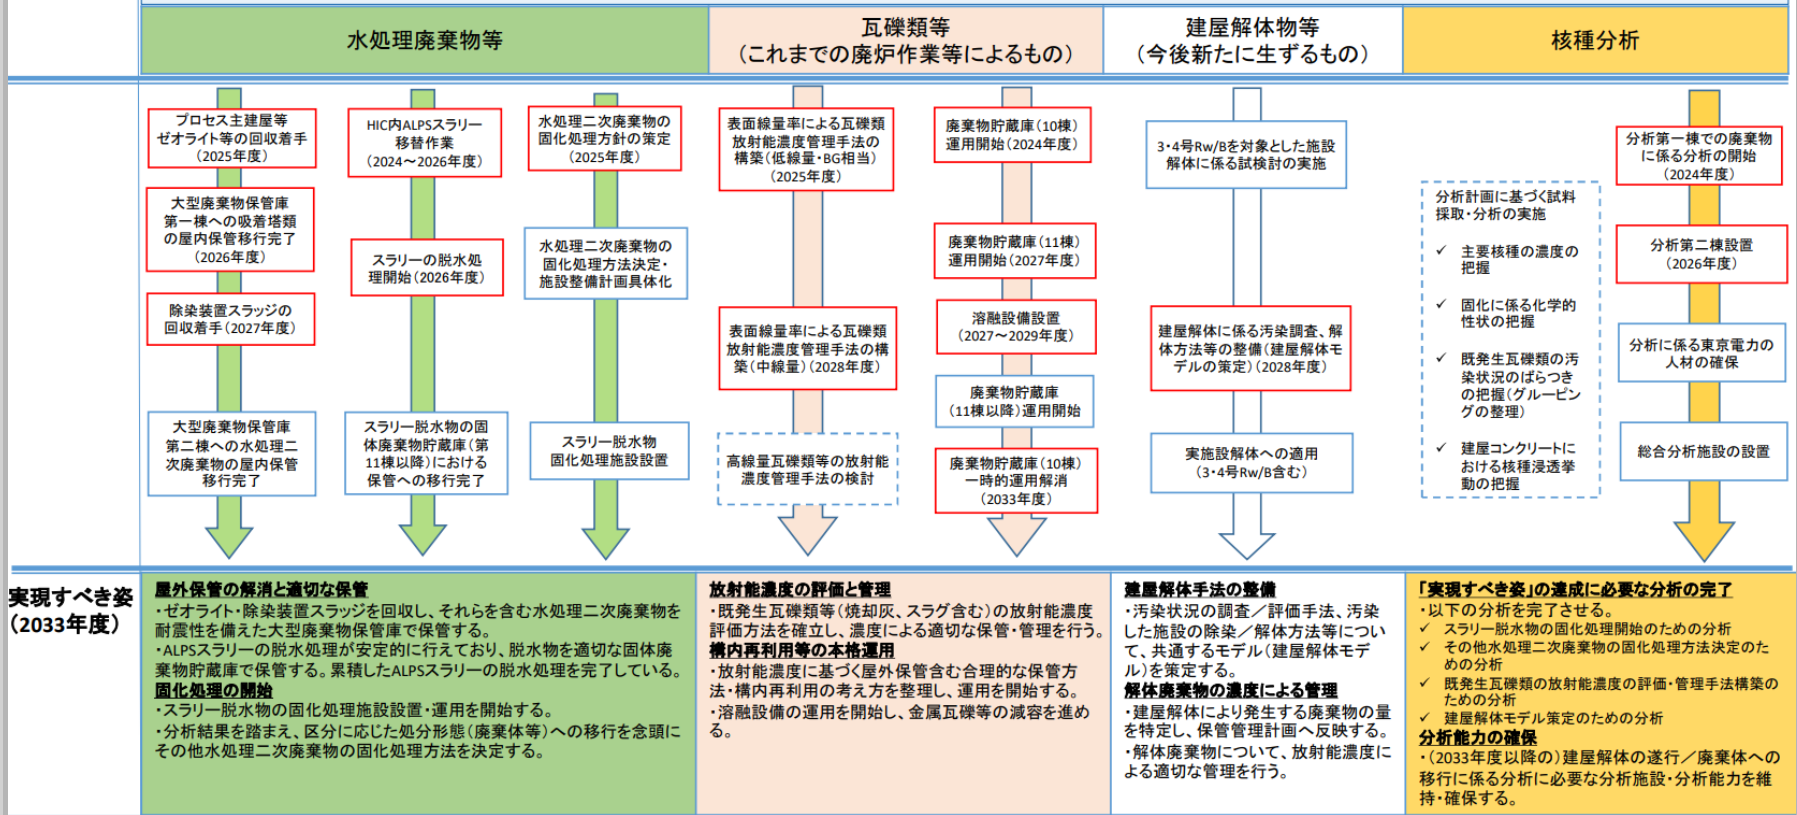 水処理廃棄物等
瓦礫類等
（これまでの廃炉作業等によるもの）
建屋解体物等
（今後新たに生ずるもの）
核種分析
プロセス主建屋等
ゼオライト等の回収着手
（2025年度）
大型廃棄物保管庫
第一棟への吸着塔類
の屋内保管移行完了
（2026年度）
除染装置スラッジの
回収着手（2027年度）
大型廃棄物保管庫
第二棟への水処理二
次廃棄物の屋内保管
移行完了
HIC内ALPSスラリー
移替作業
（2024～2026年度）
スラリーの脱水処
理開始（2026年度）
スラリー脱水物の固
体廃棄物貯蔵庫（第
11棟以降）における
保管への移行完了
水処理二次廃棄物の
固化処理方針の策定
（2025年度）
水処理二次廃棄物の
固化処理方法決定・
施設整備計画具体化
スラリー脱水物
固化処理施設設置
表面線量率による瓦礫類
放射能濃度管理手法の
構築（低線量・BG相当）
（2025年度）
表面線量率による瓦礫類
放射能濃度管理手法の構
築（中線量）（2028年度）
高線量瓦礫類等の放射能
濃度管理手法の検討
廃棄物貯蔵庫（10棟）
運用開始（2024年度）
廃棄物貯蔵庫（11棟）
運用開始（2027年度）
溶融設備設置
（2027～2029年度）
廃棄物貯蔵庫
（11棟以降）運用開始
廃棄物貯蔵庫（10棟）
一時的運用解消
（2033年度）
3・4号Rw/Bを対象とした施設
解体に係る試検討の実施
建屋解体に係る汚染調査、解
体方法等の整備（建屋解体モ
デルの策定）（2028年度）
実施設解体への適用
（3・4号Rw/B含む）
分析計画に基づく試料
採取・分析の実施
✓ 主要核種の濃度の
把握
✓ 固化に係る化学的
性状の把握
✓ 既発生瓦礫類の汚
染状況のばらつき
の把握（グルーピン
グの整理）
✓ 建屋コンクリートに
おける核種浸透挙
動の把握
分析第一棟での廃棄物
に係る分析の開始
（2024年度）
分析第二棟設置
（2026年度）
分析に係る東京電力の
人材の確保
総合分析施設の設置
実現すべき姿
（2033年度）
屋外保管の解消と適切な保管
・ゼオライト・除染装置スラッジを回収し、それらを含む水処理二次廃棄物を
耐震性を備えた大型廃棄物保管庫で保管する。
・ALPSスラリーの脱水処理が安定的に行えており、脱水物を適切な固体廃
棄物貯蔵庫で保管する。累積したALPSスラリーの脱水処理を完了している。
固化処理の開始
・スラリー脱水物の固化処理施設設置・運用を開始する。
・分析結果を踏まえ、区分に応じた処分形態（廃棄体等）への移行を念頭に
その他水処理二次廃棄物の固化処理方法を決定する。
放射能濃度の評価と管理
・既発生瓦礫類等（焼却灰、スラグ含む）の放射能濃度
評価方法を確立し、濃度による適切な保管・管理を行う。
構内再利用等の本格運用
・放射能濃度に基づく屋外保管含む合理的な保管方
法・構内再利用の考え方を整理し、運用を開始する。
・溶融設備の運用を開始し、金属瓦礫等の減容を進め
る。
建屋解体手法の整備
・汚染状況の調査／評価手法、汚染
した施設の除染／解体方法等につい
て、共通するモデル（建屋解体モデ
ル）を策定する。
解体廃棄物の濃度による管理
・建屋解体により発生する廃棄物の量
を特定し、保管管理計画へ反映する。
・解体廃棄物について、放射能濃度に
よる適切な管理を行う。
「実現すべき姿」の達成に必要な分析の完了
・以下の分析を完了させる。
✓ スラリー脱水物の固化処理開始のための分析
✓ その他水処理二次廃棄物の固化処理方法決定のた
めの分析
✓ 既発生瓦礫類の放射能濃度の評価・管理手法構築の
ための分析
✓ 建屋解体モデル策定のための分析
分析能力の確保
・（2033年度以降の）建屋解体の遂行／廃棄体への
移行に係る分析に必要な分析施設・分析能力を維
持・確保する。